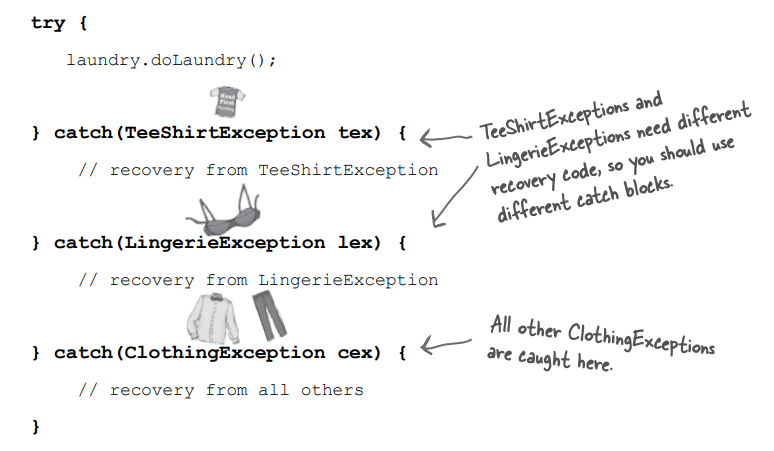 try {
laundry.doLaundry();
Head
First
} catch(TeeShirtException tex) {
// recovery from TeeShirtException
TeeShirtExceptions and
LingerieExceptions need different
recovery code, so you should use
different catch blocks.
} catch(LingerieException lex) {
// recovery from LingerieException
} catch(ClothingException cex) {
// recovery from all others
All other ClothingExceptions
are caught here.
}